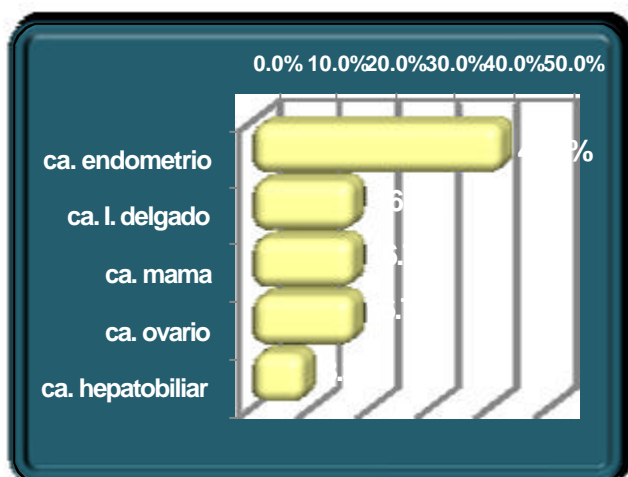 0.0% 10.0% 20.0% 30.0% 40.0% 50.0%
ca. endometrio
ca. I. delgado
ca. mama
ca. ovario
ca. hepatobiliar